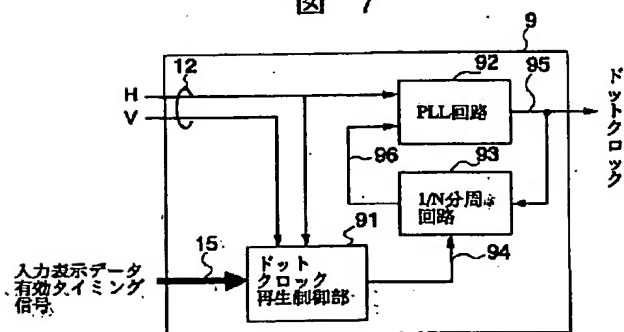 図 7
9
12
92
95
H
V
PLL回路
ドットクロック
96
93
1/N分周
回路
91
94
15
ドット
クロック
再生制御部
入力表示データ
有効タイミング
信号